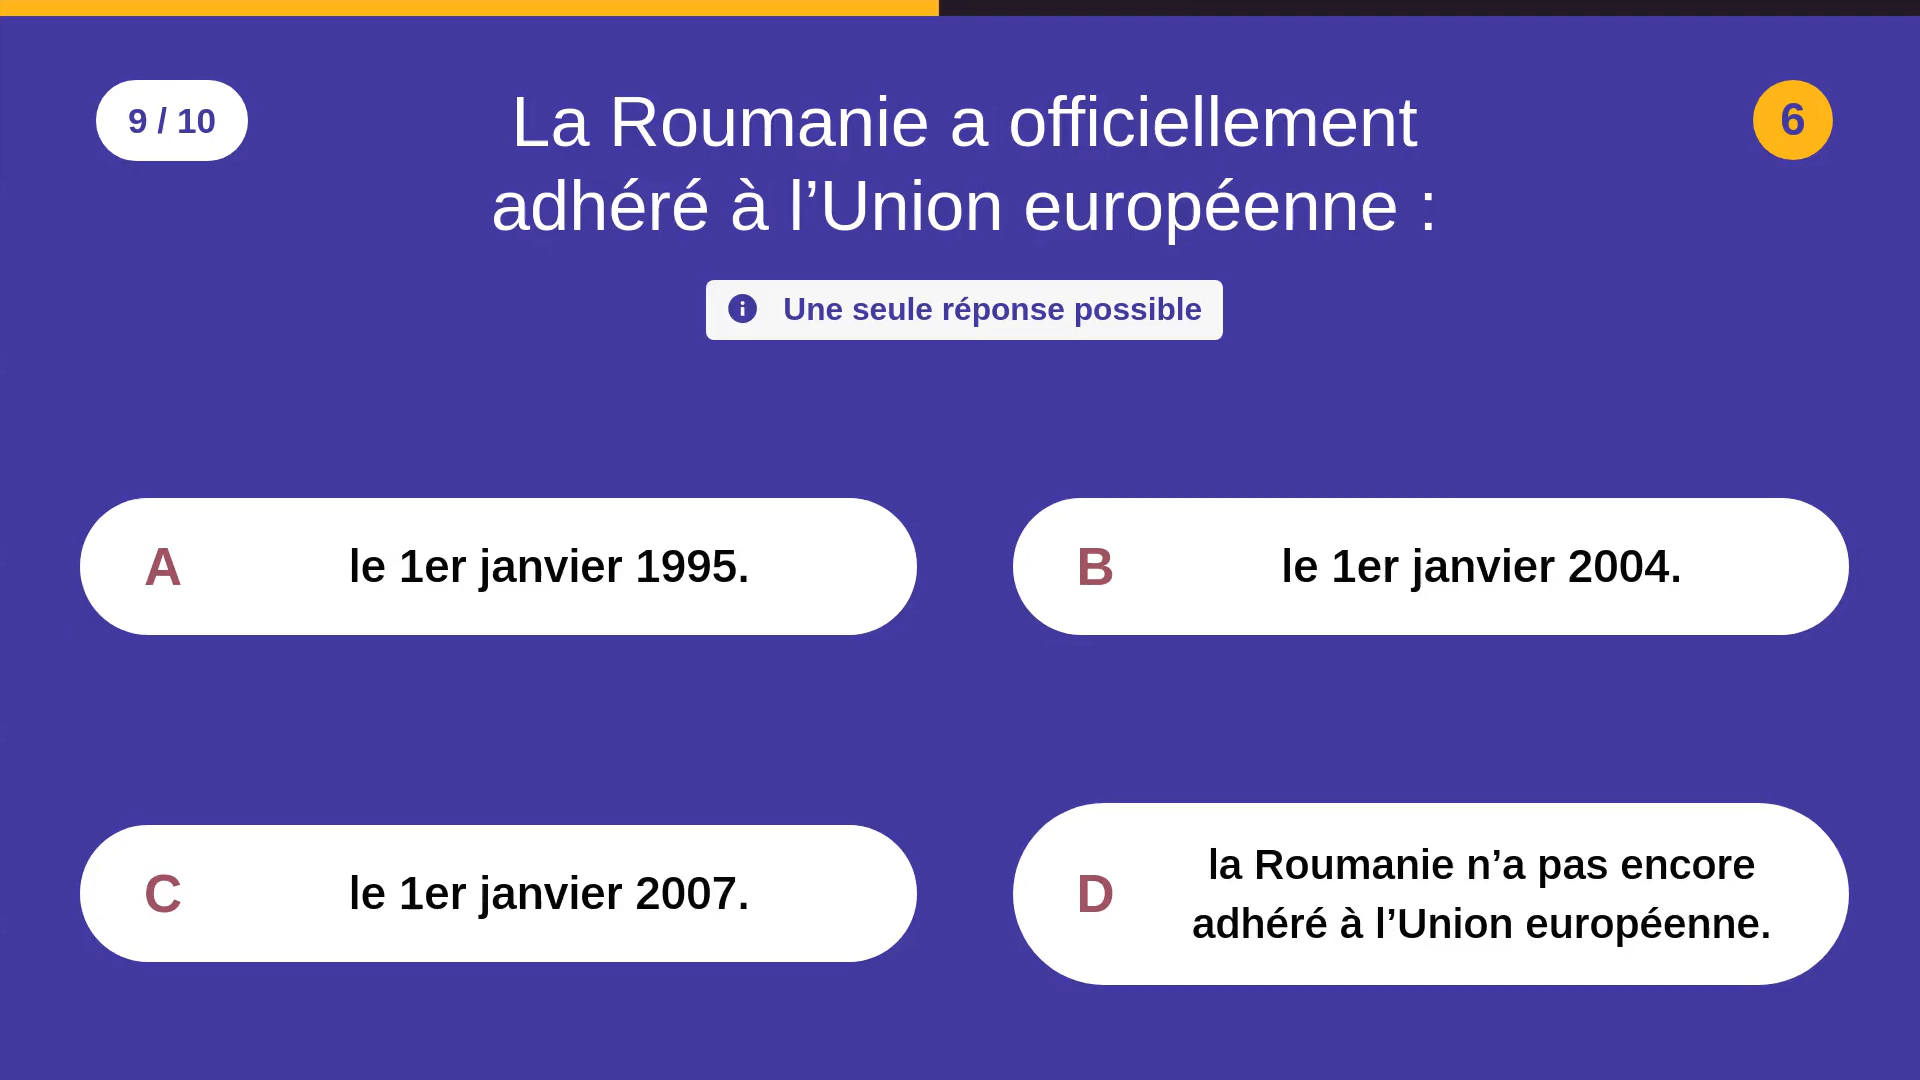 9 / 10
La Roumanie a officiellement
adhéré à l’Union européenne :
6
Une seule réponse possible
A le 1er janvier 1995.
B le 1er janvier 2004.
C le 1er janvier 2007.
D la Roumanie n’a pas encore
adhéré à l’Union européenne.